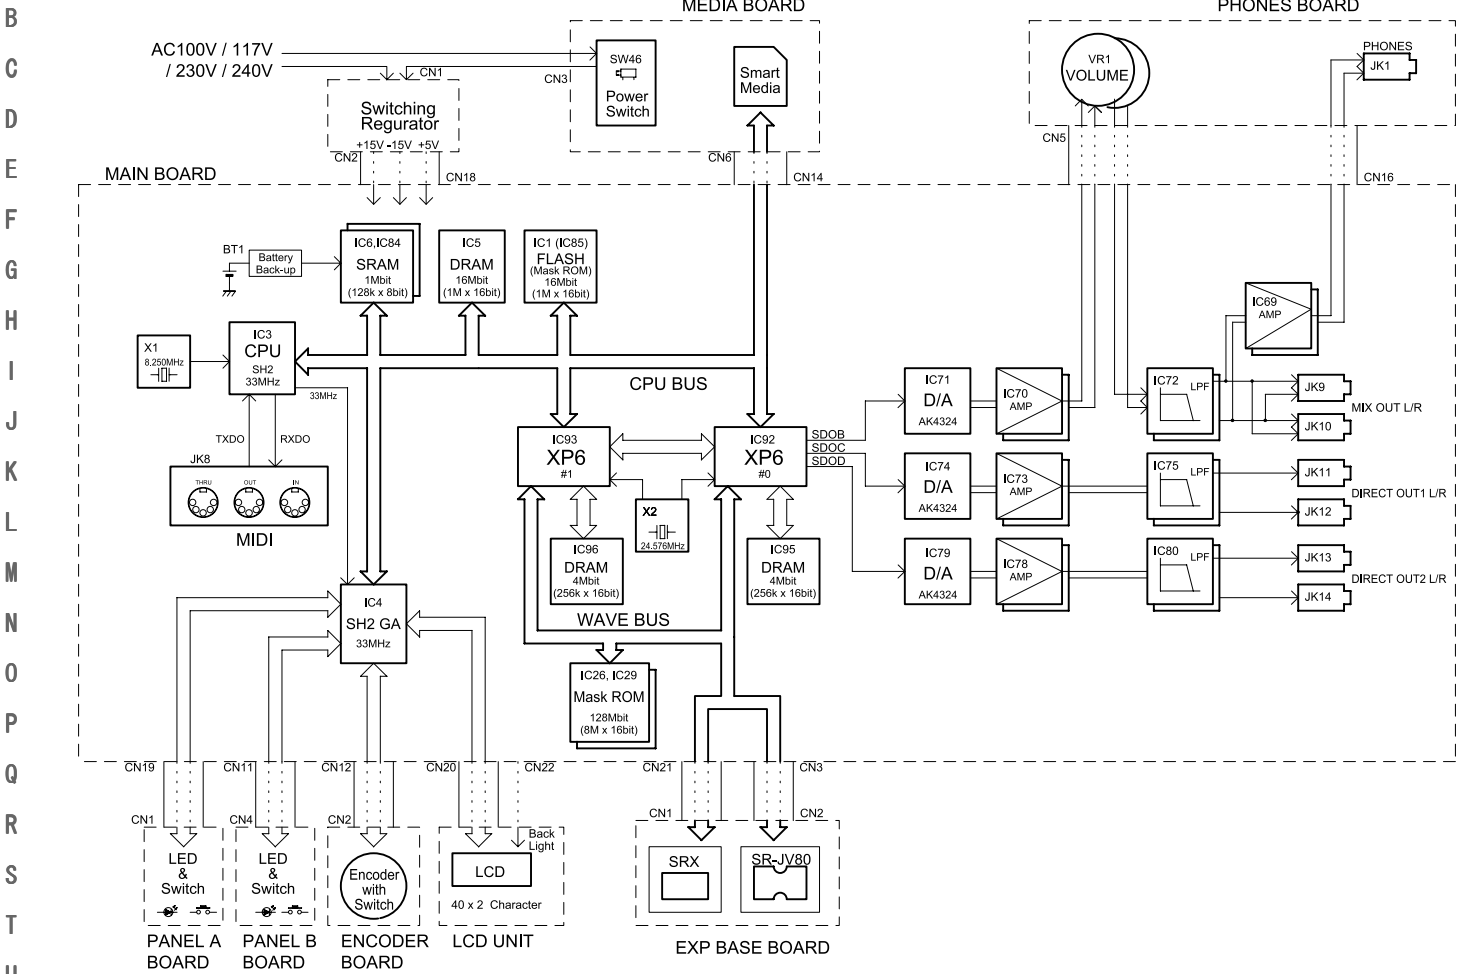 MEDIA BOARD
PHONES BOARD
B
AC100V / 117V
/ 230V / 240V
CN1
CN3
SW46
Power
Switch
Smart
Media
VR1
VOLUME
PHONES
JK1
C
Switching
Regurator
+15V -15V +5V
D
CN2
CN18
CN6
CN14
CN5
CN16
E
MAIN BOARD
F
BT1
Battery
Back-up
IC6,IC84
SRAM
1Mbit
(128k x 8bit)
IC5
DRAM
16Mbit
(1M x 16bit)
IC1 (IC85)
FLASH
(Mask ROM)
16Mbit
(1M x 16bit)
G
IC69
AMP
H
X1
8.250MHz
IC3
CPU
SH2
33MHz
33MHz
CPU BUS
I
IC71
D/A
AK4324
IC70
AMP
IC72
LPF
JK9
JK10
MIX OUT L/R
J
TXDO
RXDO
IC93
XP6
#1
IC92
XP6
#0
SDOB
SDOC
SDOD
K
JK8
THRU
OUT
IN
MIDI
X2
24.576MHz
IC74
D/A
AK4324
IC73
AMP
IC75
LPF
JK11
JK12
DIRECT OUT1 L/R
L
IC96
DRAM
4Mbit
(256k x 16bit)
IC95
DRAM
4Mbit
(256k x 16bit)
IC79
D/A
AK4324
IC78
AMP
IC80
LPF
JK13
JK14
DIRECT OUT2 L/R
M
IC4
SH2 GA
33MHz
WAVE BUS
N
IC26, IC29
Mask ROM
128Mbit
(8M x 16bit)
O
P
CN19
CN11
CN12
CN20
CN22
CN21
CN3
Q
CN1
CN4
CN2
CN1
CN2
R
LED
&
Switch
LED
&
Switch
Encoder
with
Switch
Back
Light
LCD
40 x 2 Character
SRX
SR-JV80
S
T
PANEL A
BOARD
PANEL B
BOARD
ENCODER
BOARD
LCD UNIT
EXP BASE BOARD